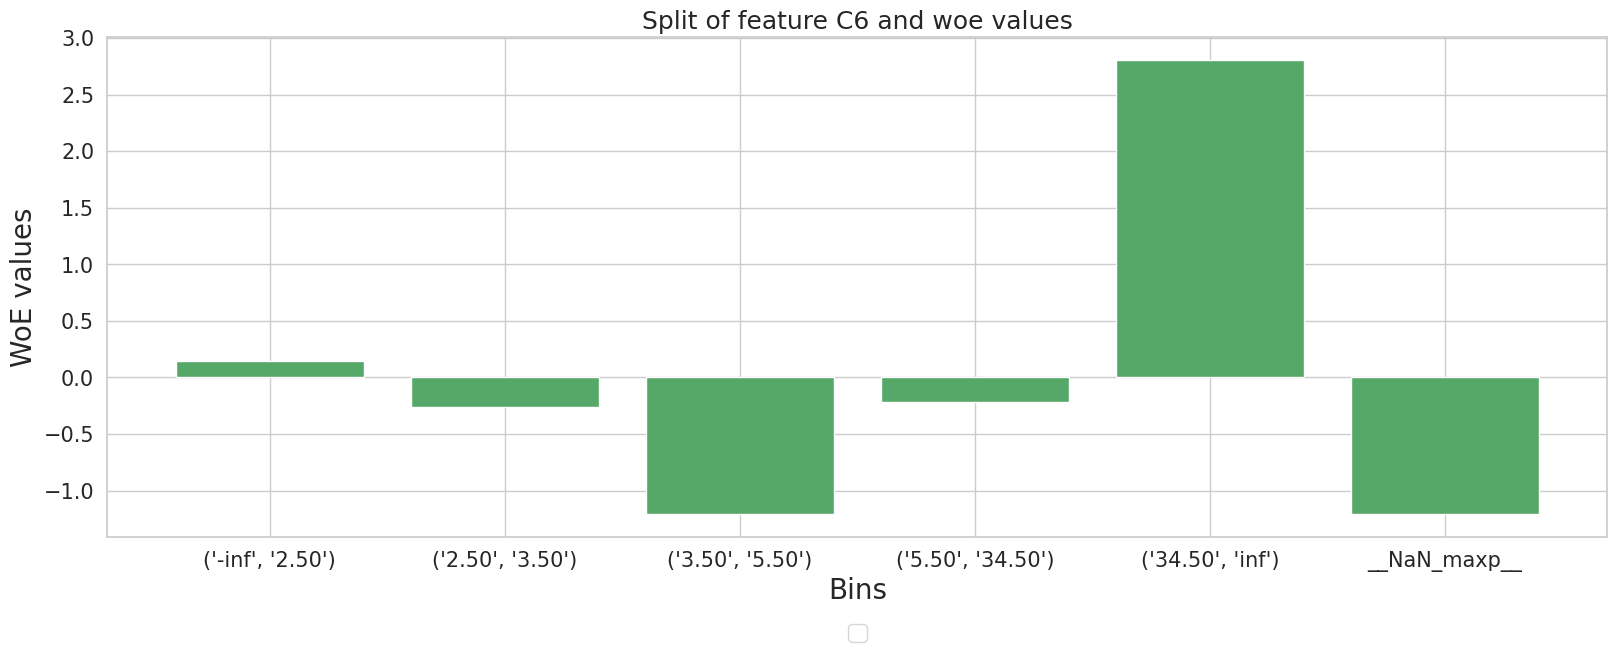 Split of feature C6 and woe values
WoE values
3.0
2.5
2.0
1.5
1.0
0.5
0.0
−0.5
−1.0
('-inf', '2.50') ('2.50', '3.50') ('3.50', '5.50') ('5.50', '34.50') ('34.50', 'inf') __NaN_maxp__
Bins